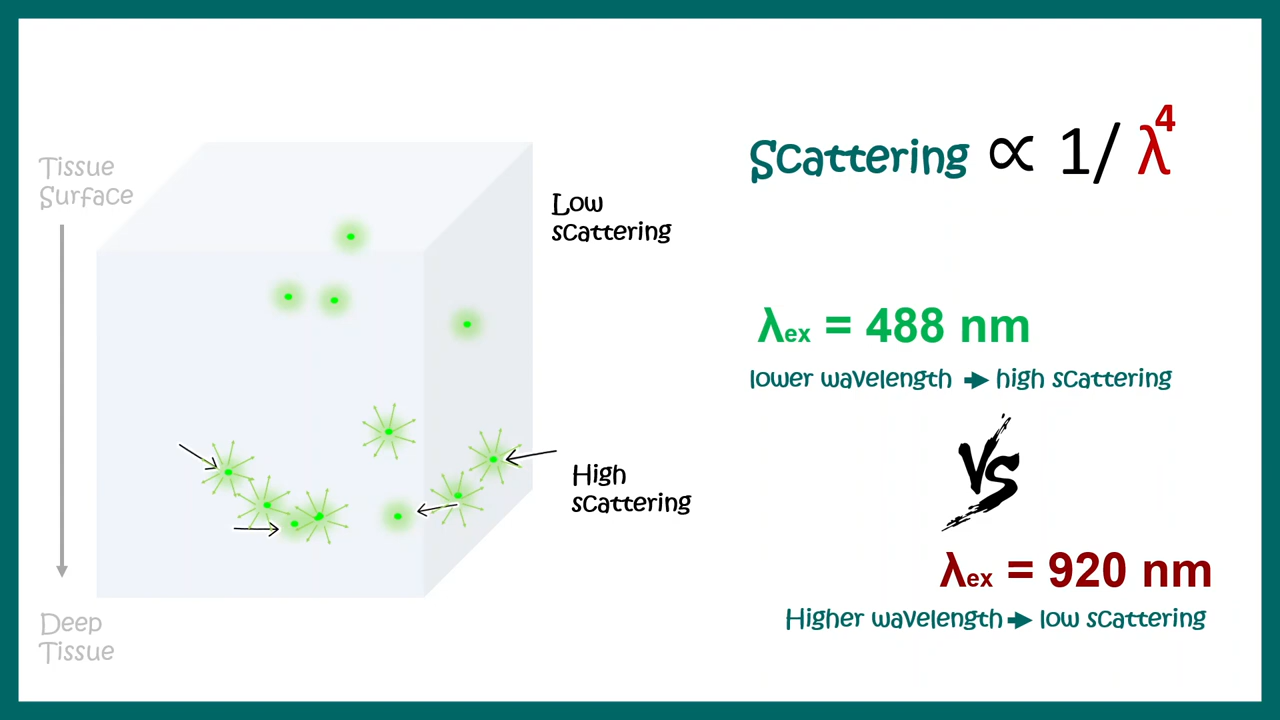 Tissue
Surface
Low
scattering
High
scattering
Deep
Tissue
Scattering ∝ 1/ λ⁴
λex = 488 nm
lower wavelength → high scattering
VS
λex = 920 nm
Higher wavelength → low scattering